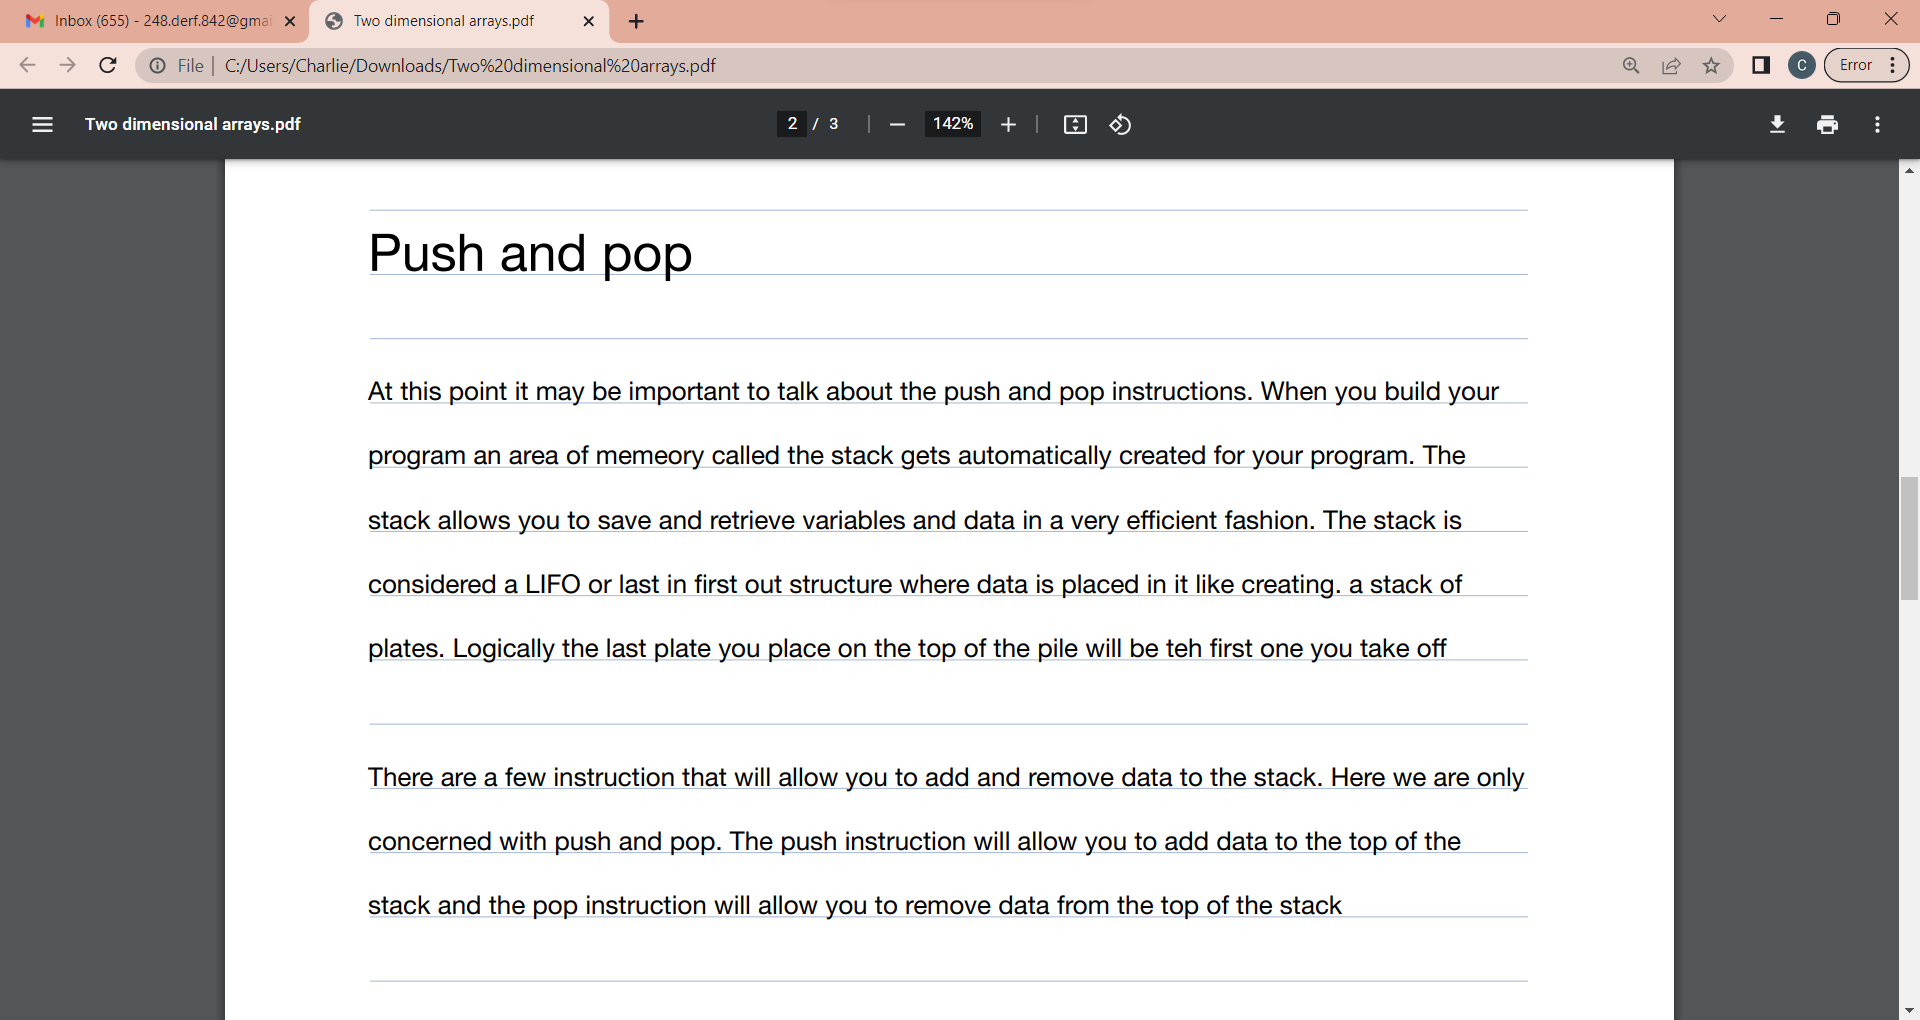 Inbox (655) - 248.derf.842@gmai
Two dimensional arrays.pdf
File | C:/Users/Charlie/Downloads/Two%20dimensional%20arrays.pdf
C
Error
Two dimensional arrays.pdf
2 / 3
142%
Push and pop
At this point it may be important to talk about the push and pop instructions. When you build your
program an area of memeory called the stack gets automatically created for your program. The
stack allows you to save and retrieve variables and data in a very efficient fashion. The stack is
considered a LIFO or last in first out structure where data is placed in it like creating. a stack of
plates. Logically the last plate you place on the top of the pile will be teh first one you take off
There are a few instruction that will allow you to add and remove data to the stack. Here we are only
concerned with push and pop. The push instruction will allow you to add data to the top of the
stack and the pop instruction will allow you to remove data from the top of the stack